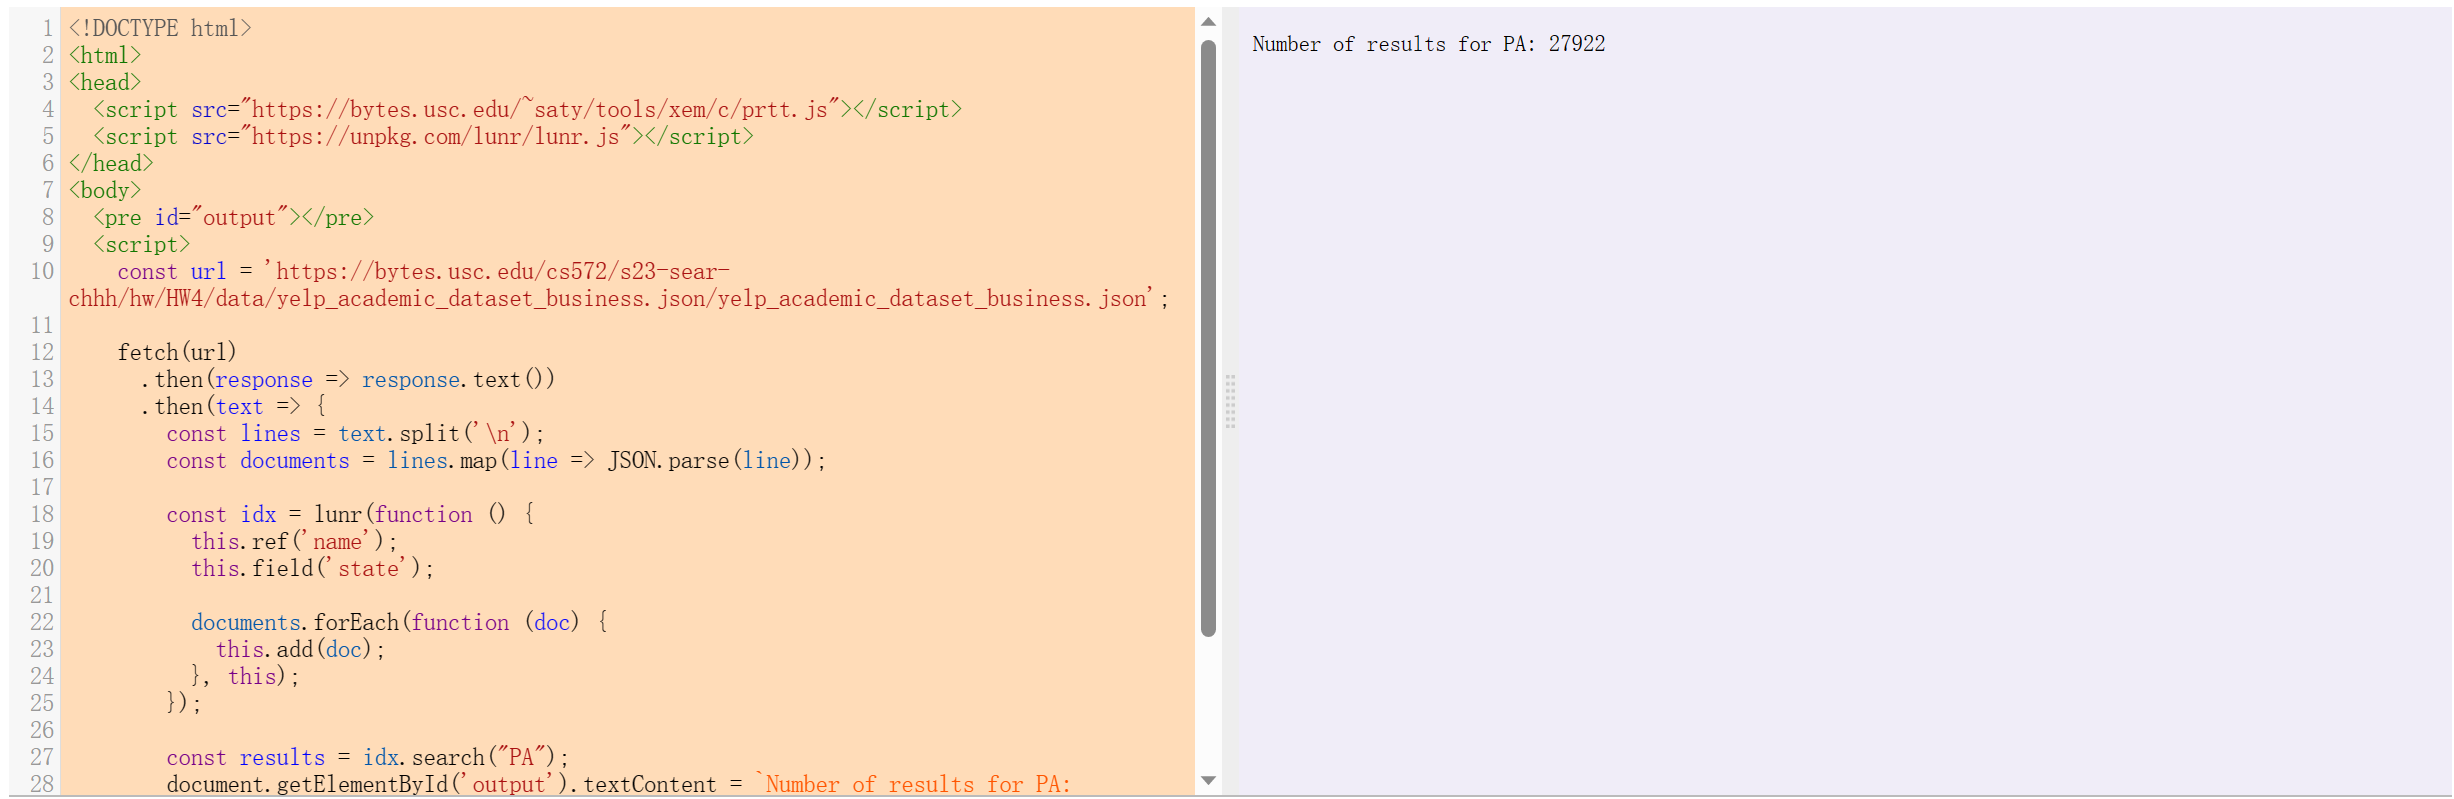 1 <!DOCTYPE html>
2 <html>
3 <head>
4   <script src="https://bytes.usc.edu/~saty/tools/xem/c/prtt.js"></script>
5   <script src="https://unpkg.com/lunr/lunr.js"></script>
6 </head>
7 <body>
8   <pre id="output"></pre>
9   <script>
10     const url = 'https://bytes.usc.edu/cs572/s23-sear-
chhh/hw/HW4/data/yelp_academic_dataset_business.json/yelp_academic_dataset_business.json';
11
12     fetch(url)
13       .then(response => response.text())
14       .then(text => {
15         const lines = text.split('\n');
16         const documents = lines.map(line => JSON.parse(line));
17
18         const idx = lunr(function () {
19           this.ref('name');
20           this.field('state');
21
22           documents.forEach(function (doc) {
23             this.add(doc);
24           }, this);
25         });
26
27         const results = idx.search("PA");
28         document.getElementById('output').textContent = `Number of results for PA:
Number of results for PA: 27922